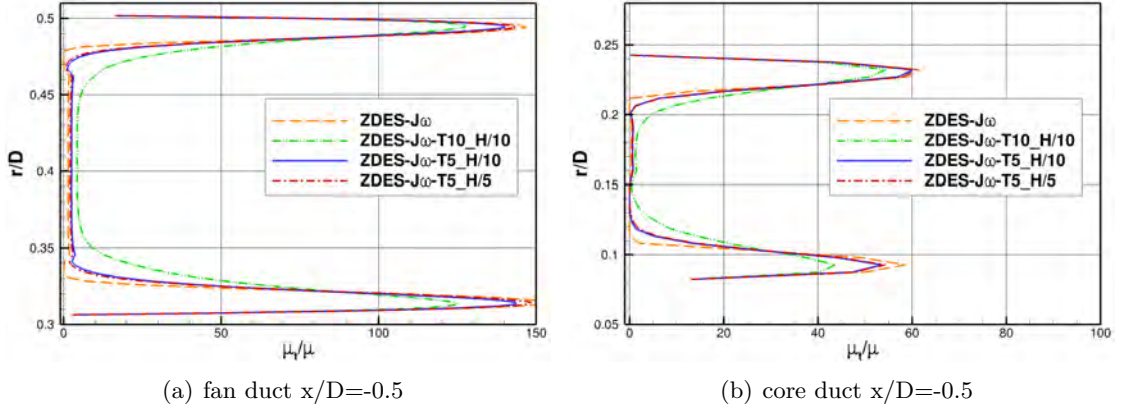 0.5
0.45
0.4
0.35
0.3
r/D
ZDES-Jω
ZDES-Jω-T10_H/10
ZDES-Jω-T5_H/10
ZDES-Jω-T5_H/5
0 50 100 150
μt/μ
(a) fan duct x/D=-0.5
0.25
0.2
0.15
0.1
0.05
r/D
ZDES-Jω
ZDES-Jω-T10_H/10
ZDES-Jω-T5_H/10
ZDES-Jω-T5_H/5
0 20 40 60 80 100
μt/μ
(b) core duct x/D=-0.5